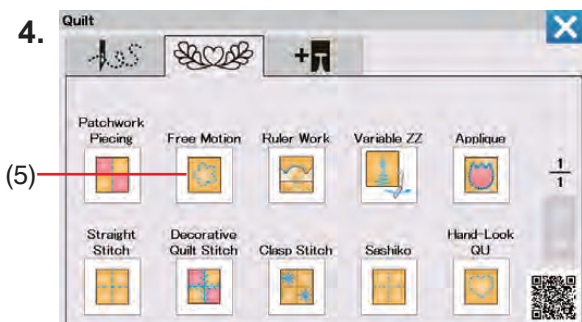 4.
Quilt
Patchwork
Piecing
Free Motion
Ruler Work
Variable ZZ
Applique
(5)
1
1
Straight
Stitch
Decorative
Quilt Stitch
Clasp Stitch
Sashiko
Hand-Look
QU